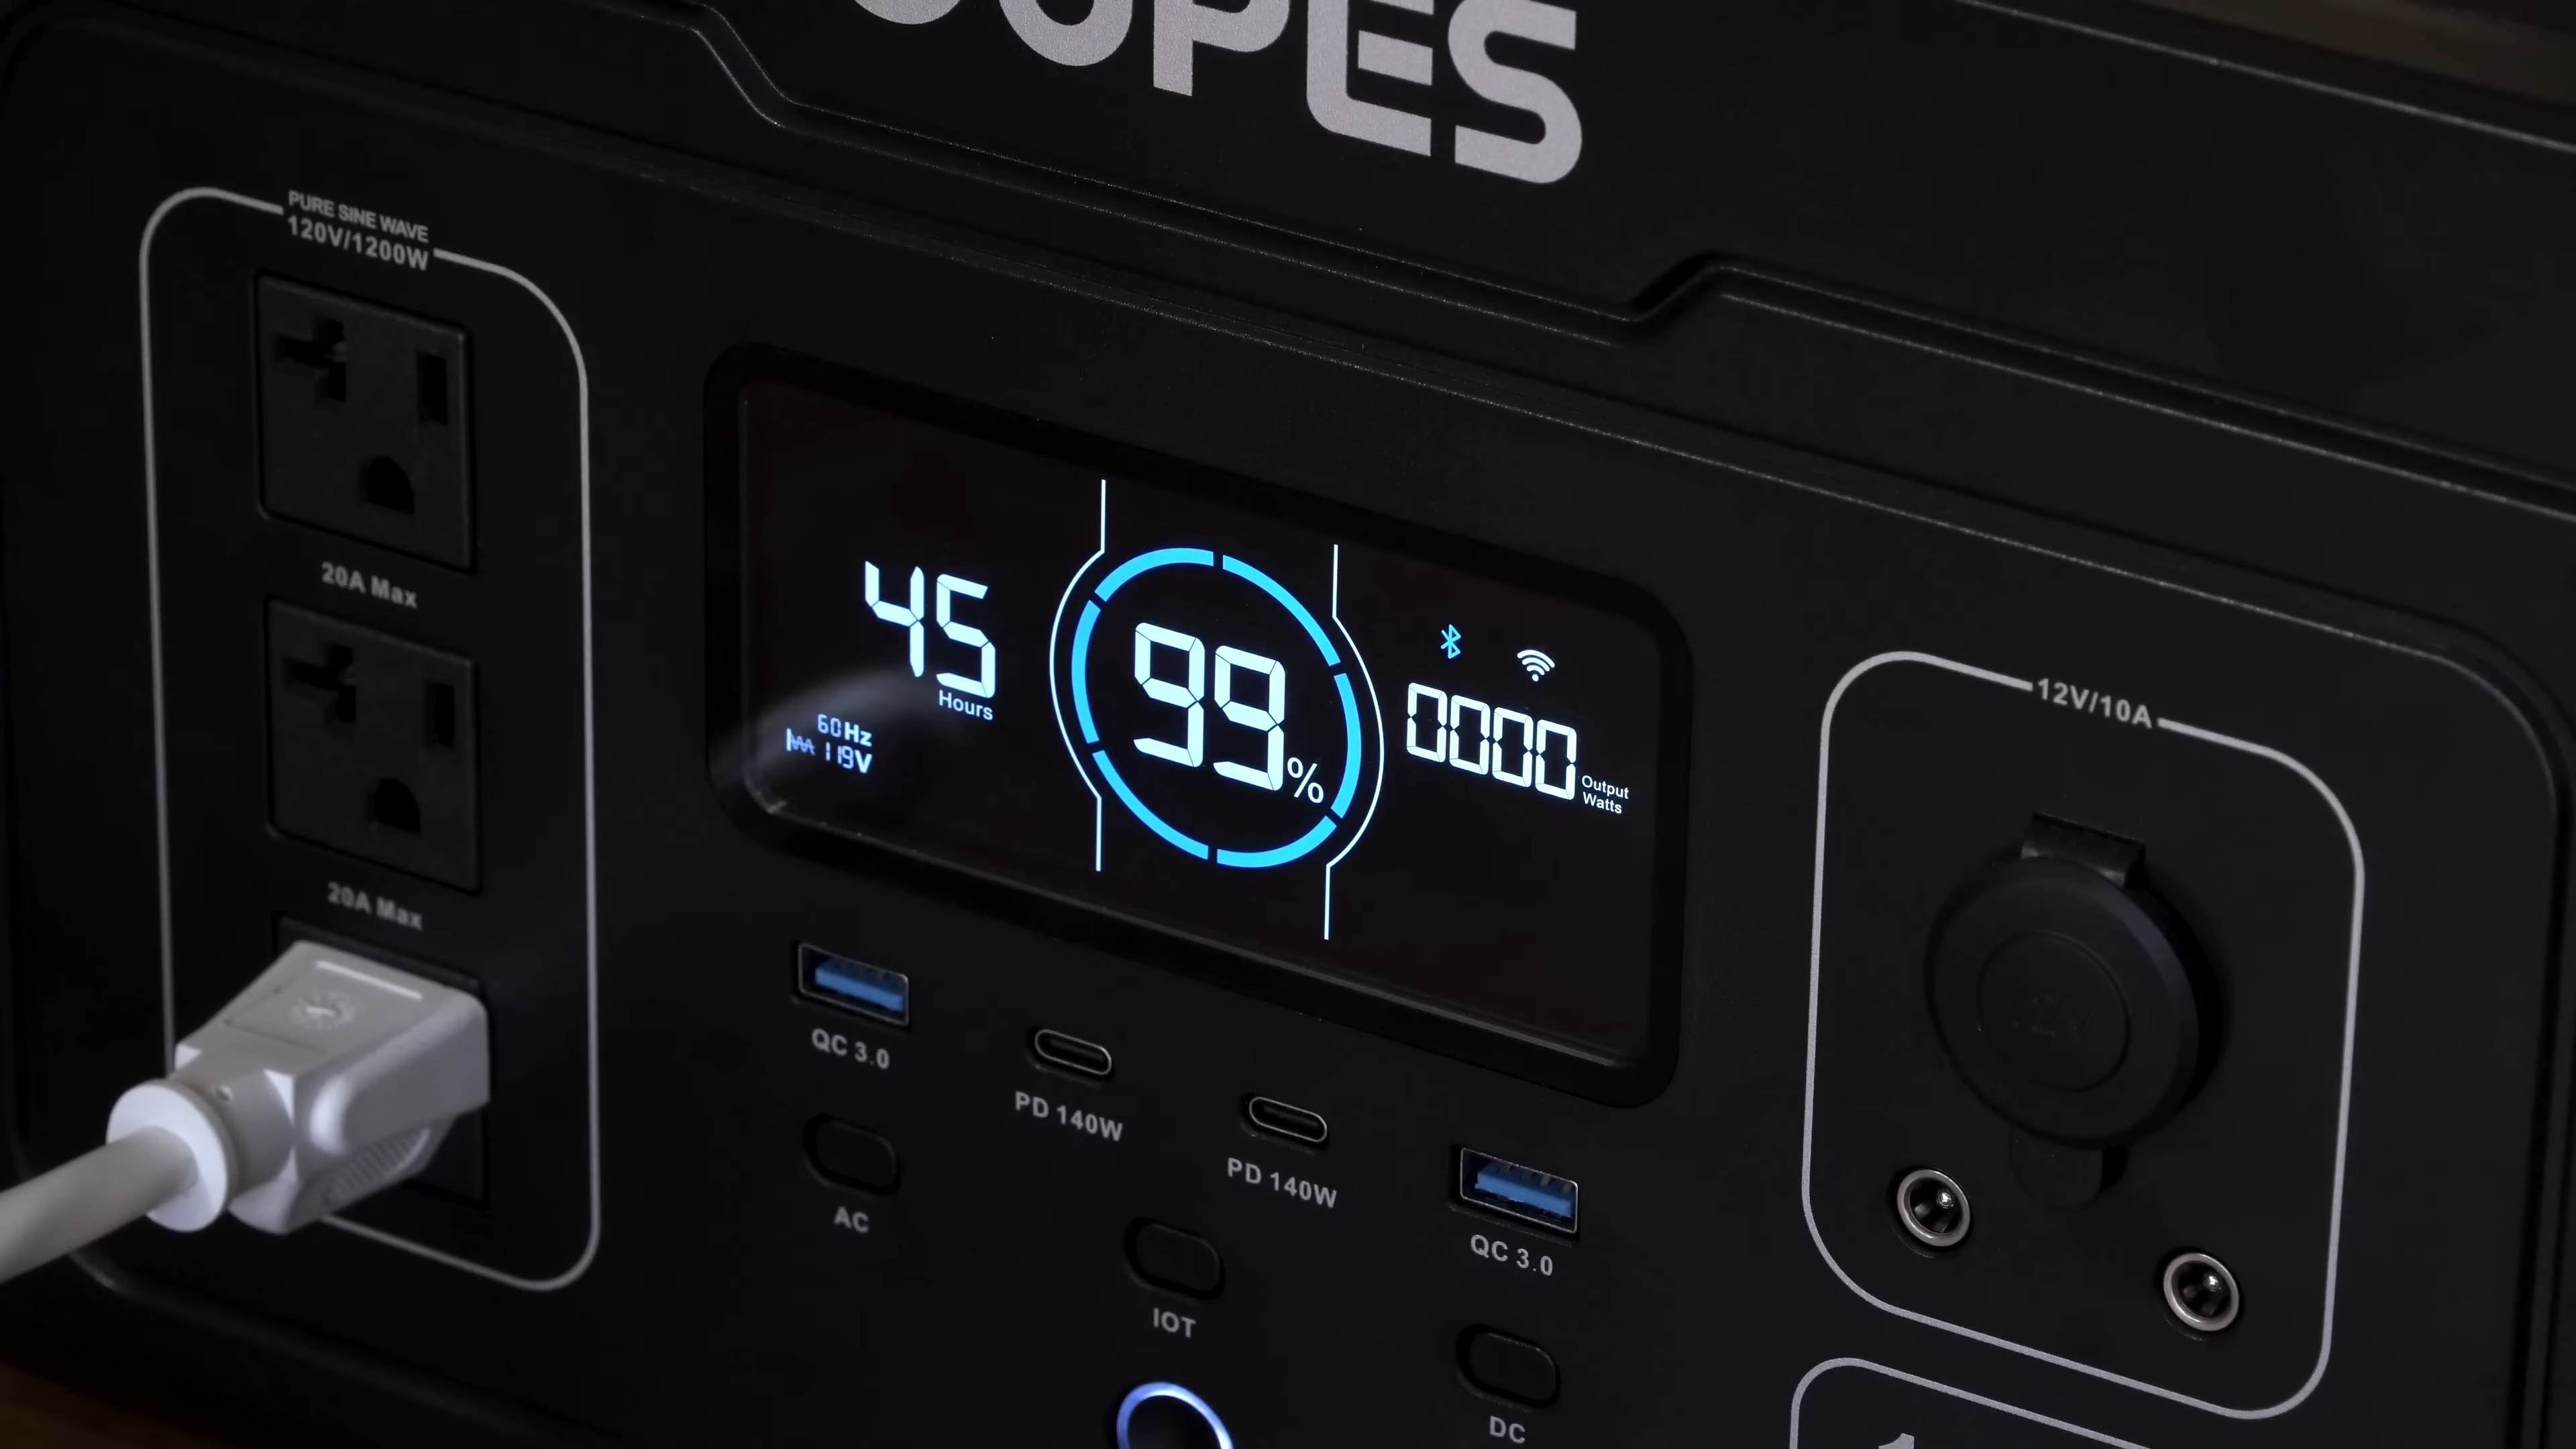 OUPES
PURE SINE WAVE
120V/1200W
20A Max
20A Max
45
Hours
60Hz
119V
99%
0000
Output
Watts
12V/10A
QC 3.0
PD 140W
PD 140W
QC 3.0
AC
IOT
DC